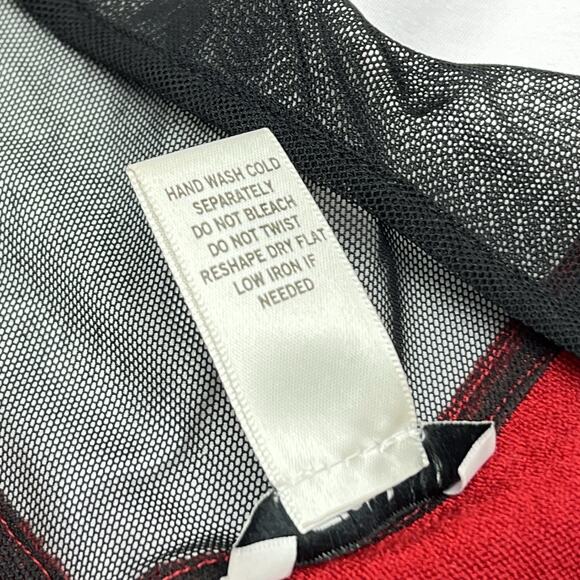 HAND WASH COLD
SEPARATELY
DO NOT BLEACH
DO NOT TWIST
RESHAPE DRY FLAT
LOW IRON IF
NEEDED